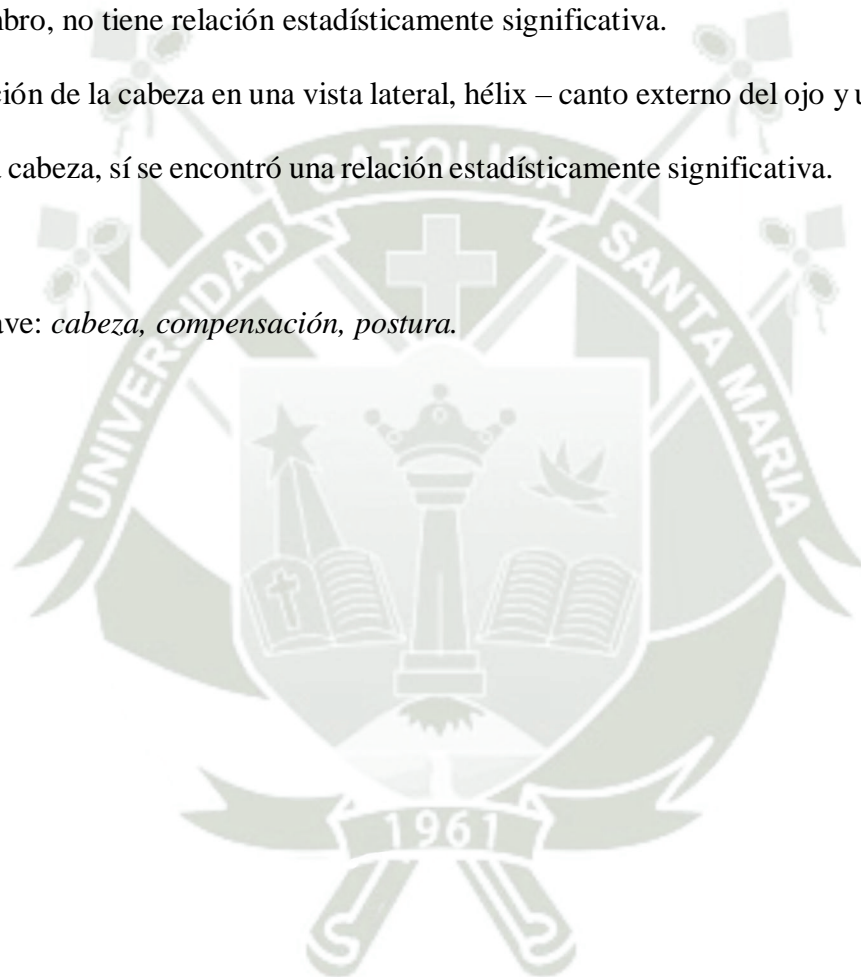 bro, no tiene relación estadísticamente significativa.
ción de la cabeza en una vista lateral, hélix – canto externo del ojo y u
cabeza, sí se encontró una relación estadísticamente significativa.
ave: cabeza, compensación, postura.
UNIVERSIDAD CATOLICA SANTA MARIA
1961